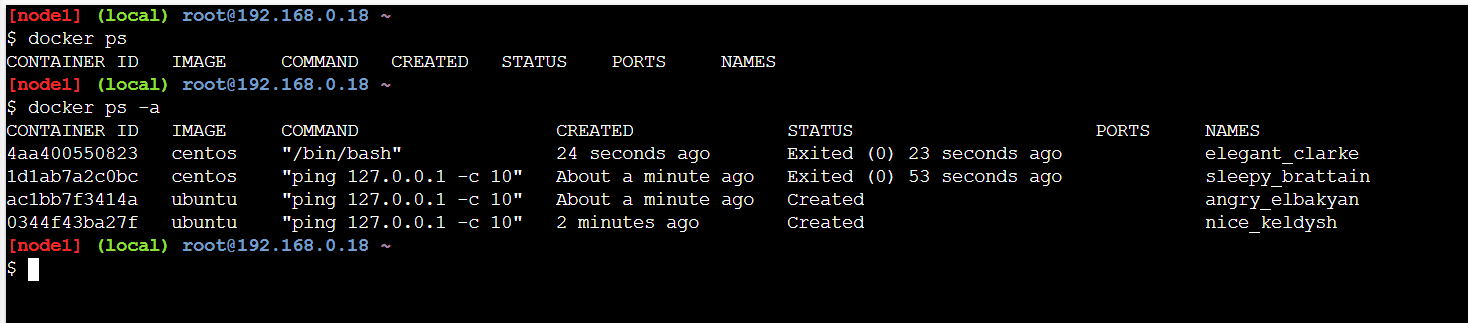 [node1] (local) root@192.168.0.18 ~
$ docker ps
CONTAINER ID   IMAGE     COMMAND   CREATED   STATUS    PORTS     NAMES
[node1] (local) root@192.168.0.18 ~
$ docker ps -a
CONTAINER ID   IMAGE     COMMAND                  CREATED              STATUS                      PORTS     NAMES
4aa400550823   centos    "/bin/bash"              24 seconds ago       Exited (0) 23 seconds ago             elegant_clarke
1d1ab7a2c0bc   centos    "ping 127.0.0.1 -c 10"   About a minute ago   Exited (0) 53 seconds ago             sleepy_brattain
ac1bb7f3414a   ubuntu    "ping 127.0.0.1 -c 10"   About a minute ago   Created                               angry_elbakyan
0344f43ba27f   ubuntu    "ping 127.0.0.1 -c 10"   2 minutes ago        Created                               nice_keldysh
[node1] (local) root@192.168.0.18 ~
$